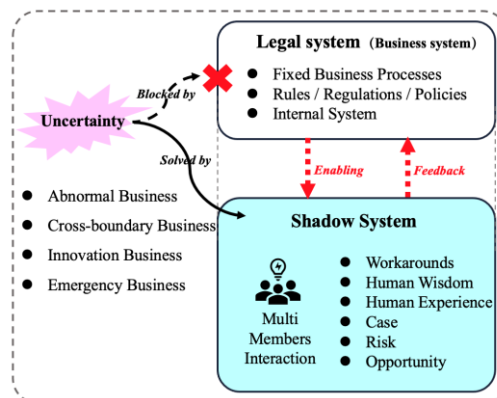 Legal system (Business system)
Fixed Business Processes
Rules / Regulations / Policies
Internal System
Blocked by
Uncertainty
Solved by
Enabling
Feedback
Abnormal Business
Cross-boundary Business
Innovation Business
Emergency Business
Shadow System
Multi
Members
Interaction
Workarounds
Human Wisdom
Human Experience
Case
Risk
Opportunity